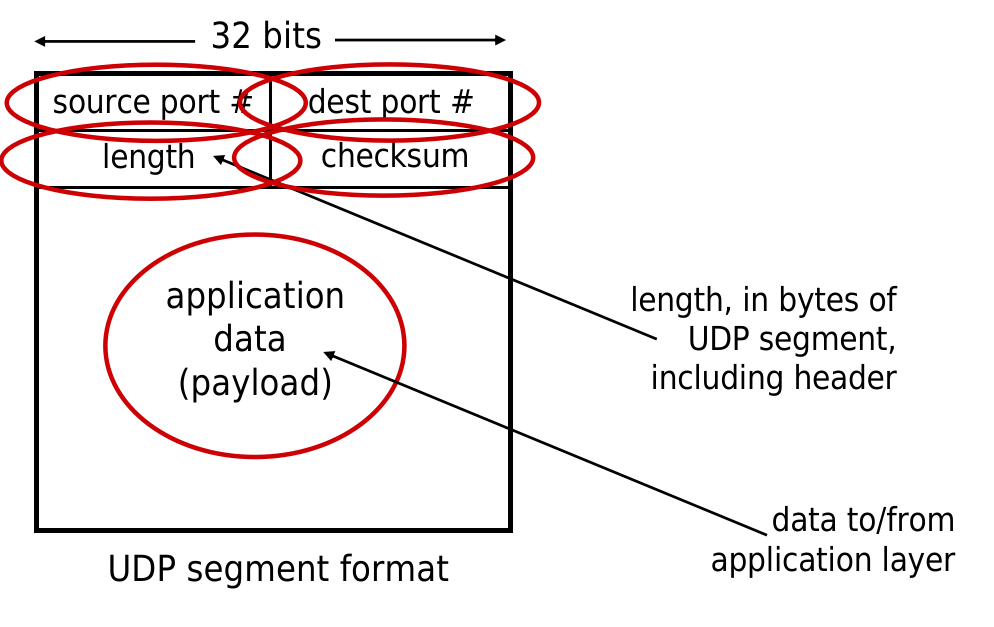 32 bits
source port #
dest port #
length
checksum
application
data
(payload)
length, in bytes of
UDP segment,
including header
data to/from
application layer
UDP segment format